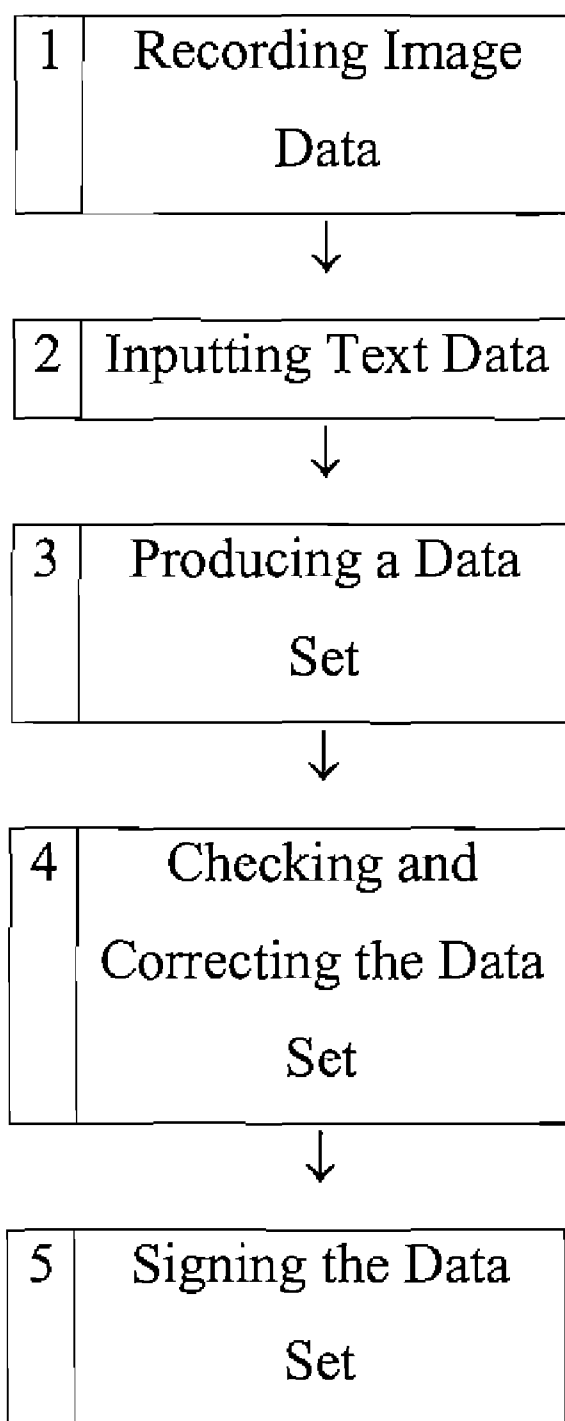 1 Recording Image
Data
↓
2 Inputting Text Data
↓
3 Producing a Data
Set
↓
4 Checking and
Correcting the Data
Set
↓
5 Signing the Data
Set